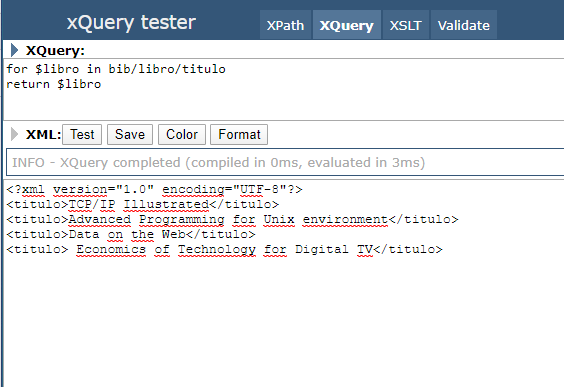 xQuery tester
XPath XQuery XSLT Validate
XQuery:
for $libro in bib/libro/titulo
return $libro
XML: Test Save Color Format
INFO - XQuery completed (compiled in 0ms, evaluated in 3ms)
<?xml version="1.0" encoding="UTF-8"?>
<titulo>TCP/IP Illustrated</titulo>
<titulo>Advanced Programming for Unix environment</titulo>
<titulo>Data on the Web</titulo>
<titulo> Economics of Technology for Digital TV</titulo>